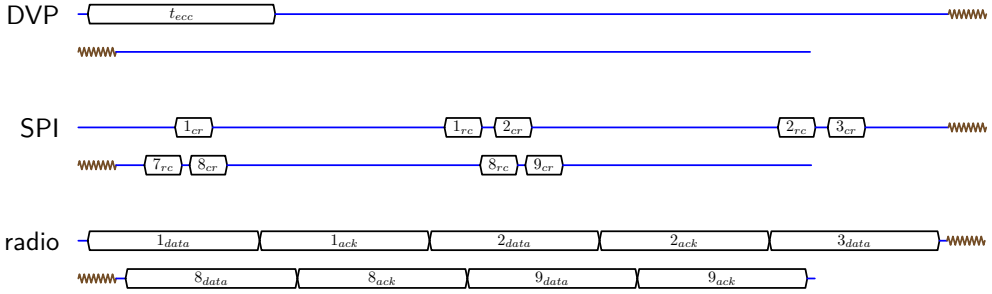 DVP t_ecc
SPI 1_cr 1_rc 2_cr 2_rc 3_cr
7_rc 8_cr 8_rc 9_cr
radio 1_data 1_ack 2_data 2_ack 3_data
8_data 8_ack 9_data 9_ack